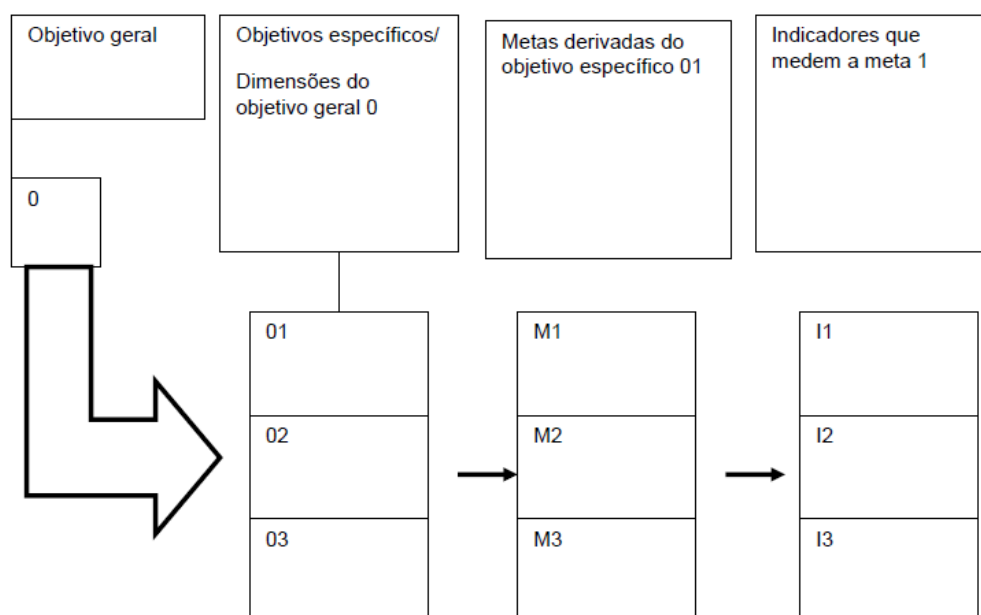 Objetivo geral
0
Objetivos específicos/
Dimensões do
objetivo geral 0
Metas derivadas do
objetivo específico 01
Indicadores que
medem a meta 1
01
M1
I1
02
M2
I2
03
M3
I3